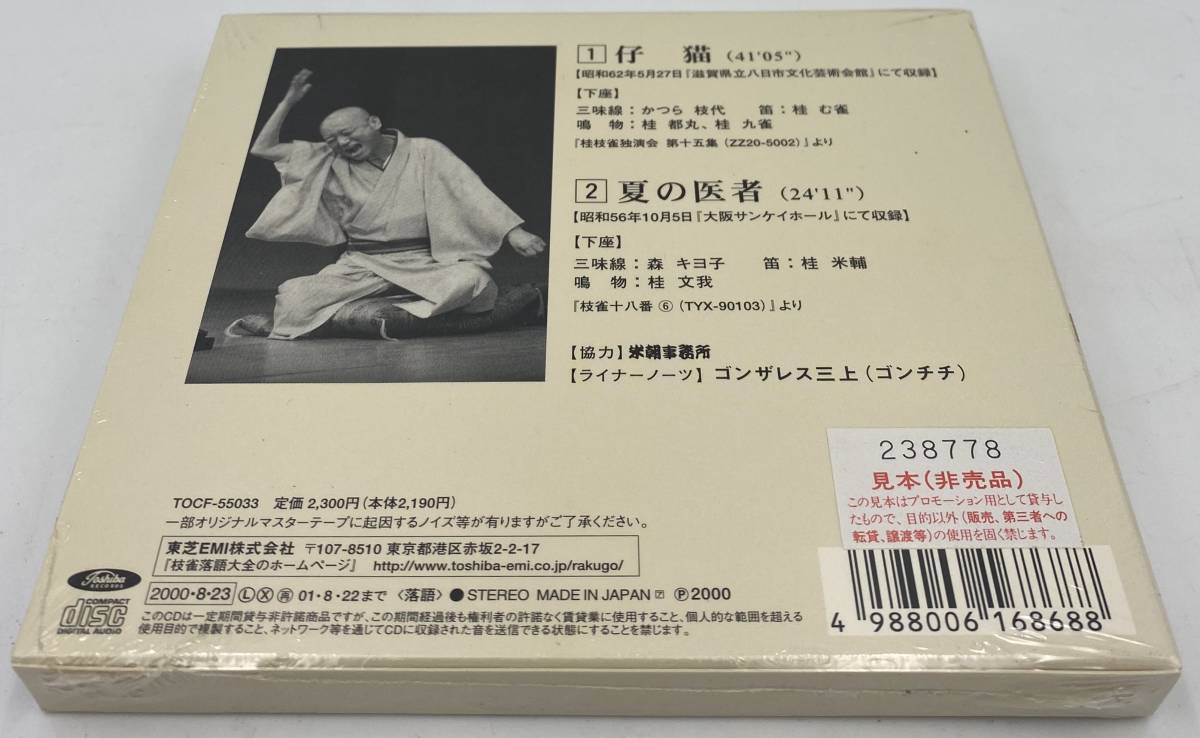 1 仔 猫 (41'05")
【昭和62年5月27日『滋賀県立八日市文化芸術会館』にて収録】
【下座】
三味線：かつら 枝代 笛：桂 む雀
鳴 物：桂 都丸、桂 九雀
『桂枝雀独演会 第十五集（ZZ20-5002）』より
2 夏の医者 (24'11")
【昭和56年10月5日『大阪サンケイホール』にて収録】
【下座】
三味線：森 キヨ子 笛：桂 米輔
鳴 物：桂 文我
『枝雀十八番 ⑥（TYX-90103）』より
【協力】米朝事務所
【ライナーノーツ】ゴンザレス三上（ゴンチチ）
238778
見本（非売品）
この見本はプロモーション用として貸与し
たもので、目的以外（販売、第三者への
転貸、譲渡等）の使用を固く禁じます。
TOCF-55033 定価 2,300円（本体2,190円）
一部オリジナルマスターテープに起因するノイズ等が有りますがご了承ください。
東芝EMI株式会社 〒107-8510 東京都港区赤坂2-2-17
『枝雀落語大全のホームページ』 http://www.toshiba-emi.co.jp/rakugo/
Toshiba
RECORDS
COMPACT
disc
DIGITAL AUDIO
2000・8・23 Ⓛ Ⓧ ㊕ 01・8・22まで 〈落語〉 ●STEREO MADE IN JAPAN Ⓟ 2000
このCDは一定期間貸与非許諾商品ですが、この期間経過後も権利者の許諾なく賃貸業に使用すること、個人的な範囲を超える
使用目的で複製すること、ネットワーク等を通じてCDに収録された音を送信できる状態にすることを禁じます。
4 988006 168688